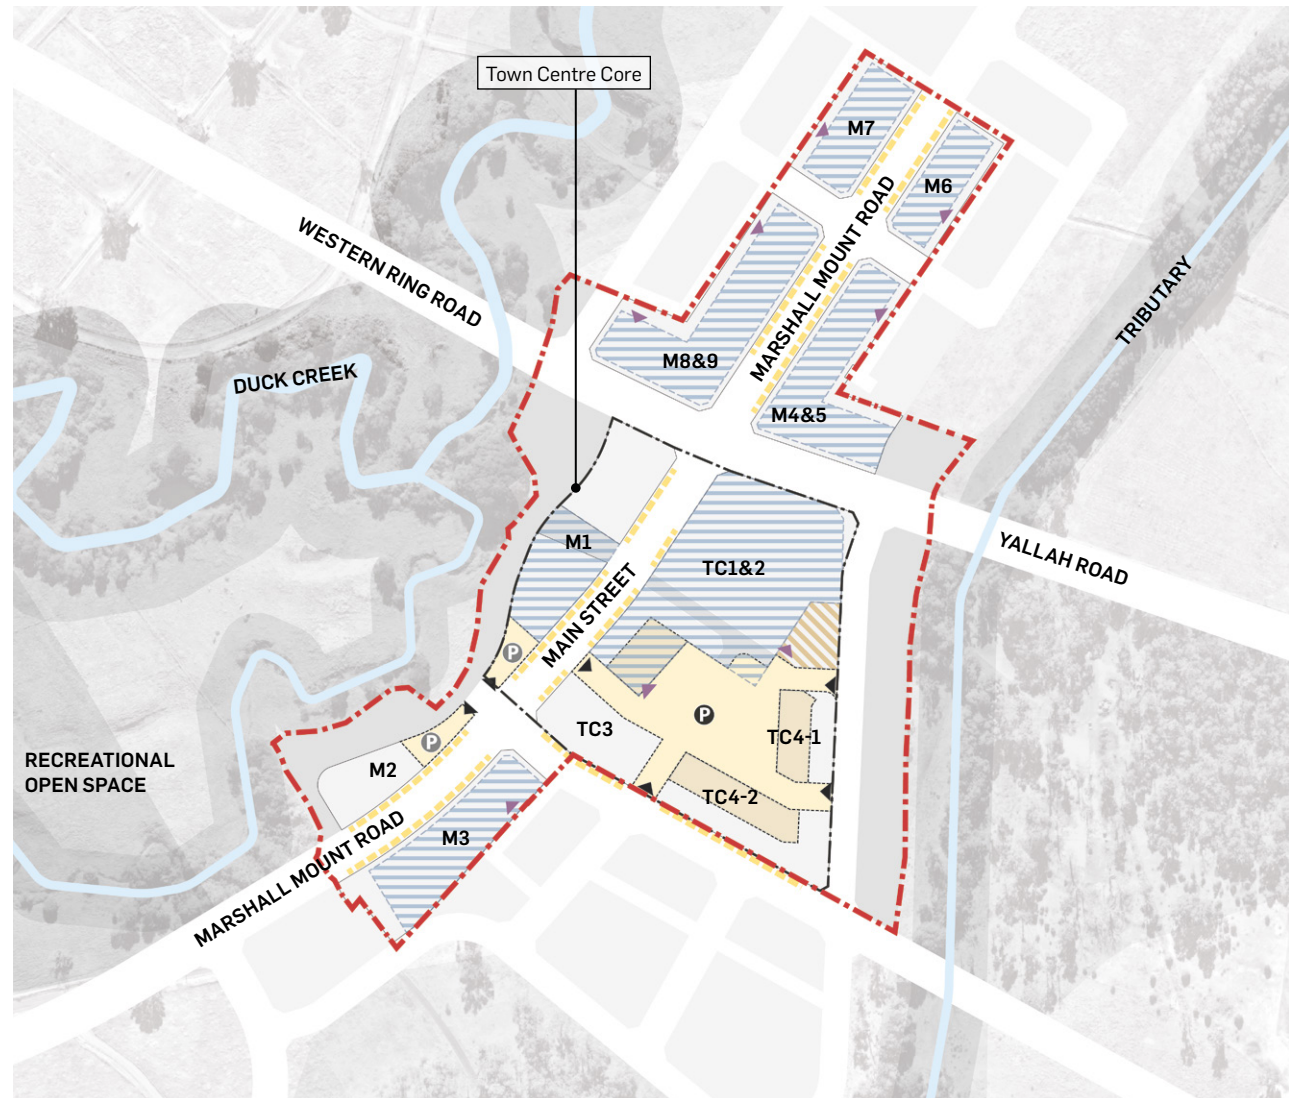 Town Centre Core
M7
M6
WESTERN RING ROAD
MARSHALL MOUNT ROAD
TRIBUTARY
M8&9
DUCK CREEK
M4&5
M1
TC1&2
YALLAH ROAD
MAIN STREET
P
P
TC3
TC4-1
P
RECREATIONAL
OPEN SPACE
M2
TC4-2
M3
MARSHALL MOUNT ROAD